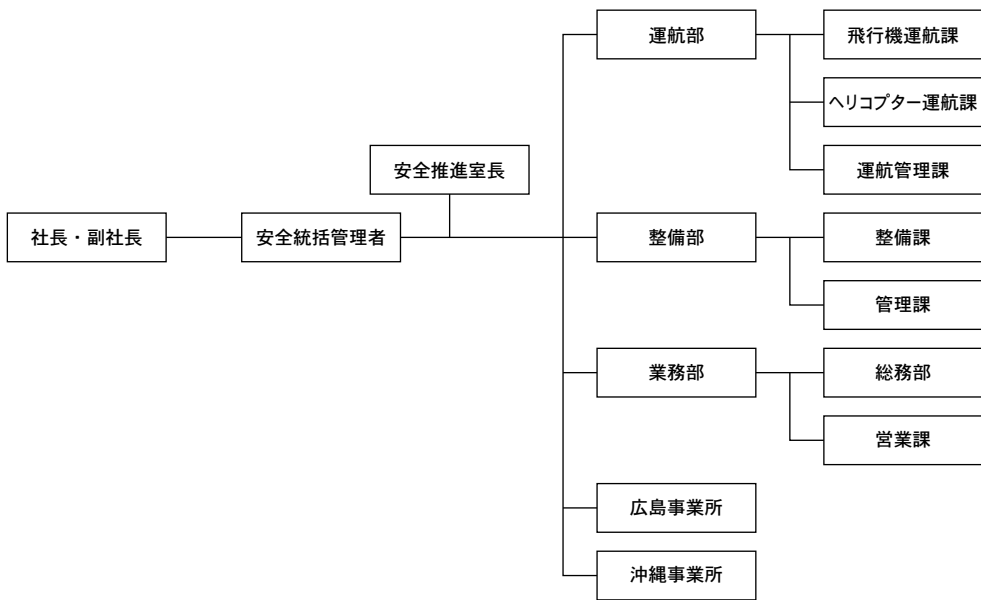 社長・副社長
安全統括管理者
安全推進室長
運航部
飛行機運航課
ヘリコプター運航課
運航管理課
整備部
整備課
管理課
業務部
総務部
営業課
広島事業所
沖縄事業所